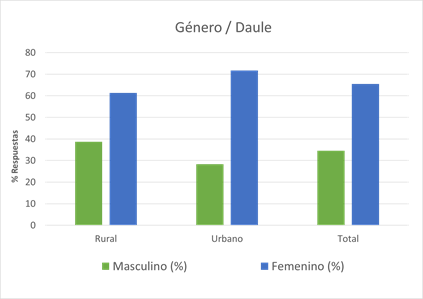 Género / Daule
% Respuestas
80
70
60
50
40
30
20
10
0
Rural Urbano Total
Masculino (%) Femenino (%)